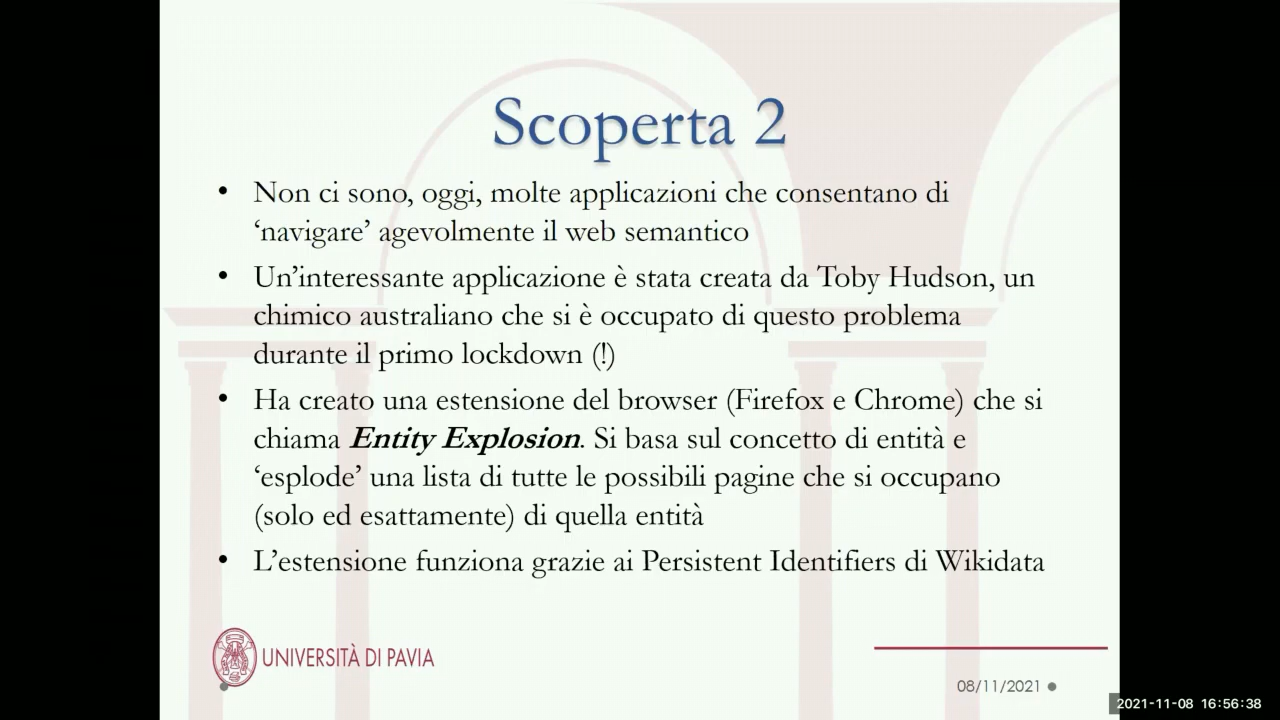 Scoperta 2
• Non ci sono, oggi, molte applicazioni che consentano di
‘navigare’ agevolmente il web semantico
• Un’interessante applicazione è stata creata da Toby Hudson, un
chimico australiano che si è occupato di questo problema
durante il primo lockdown (!)
• Ha creato una estensione del browser (Firefox e Chrome) che si
chiama Entity Explosion. Si basa sul concetto di entità e
‘esplode’ una lista di tutte le possibili pagine che si occupano
(solo ed esattamente) di quella entità
• L’estensione funziona grazie ai Persistent Identifiers di Wikidata
UNIVERSITÀ DI PAVIA
08/11/2021
2021-11-08 16:56:38